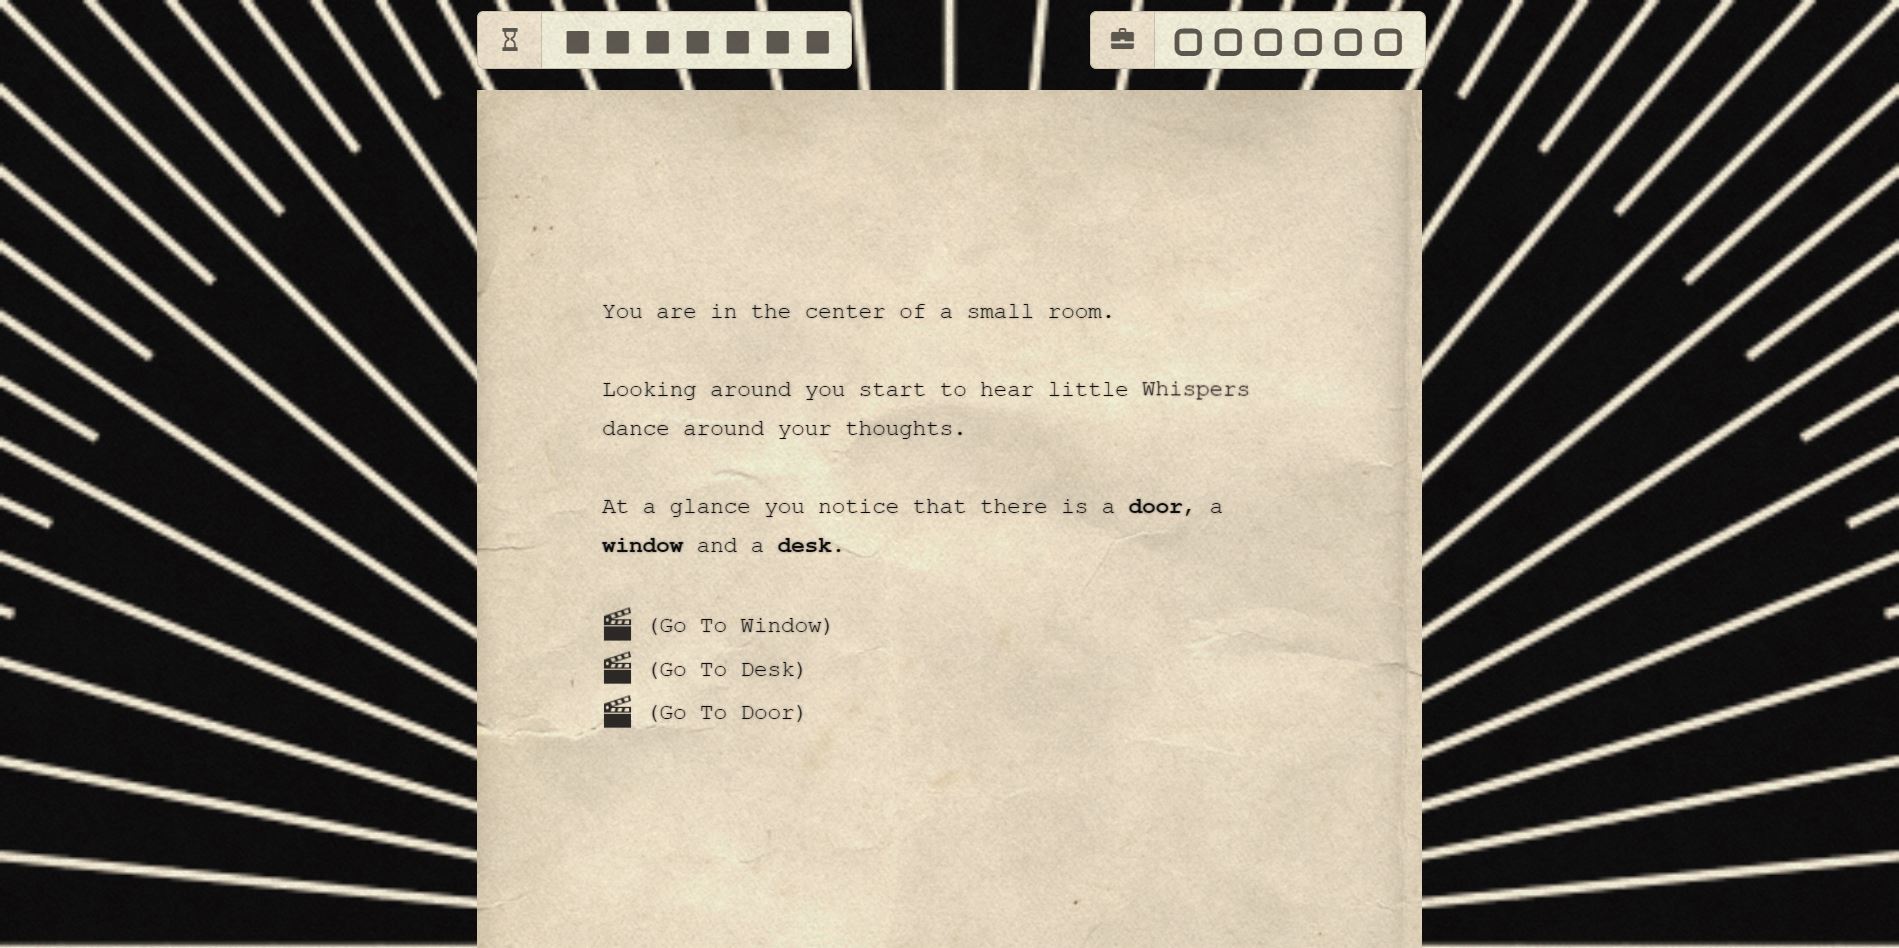 You are in the center of a small room.
Looking around you start to hear little Whispers
dance around your thoughts.
At a glance you notice that there is a door, a
window and a desk.
(Go To Window)
(Go To Desk)
(Go To Door)